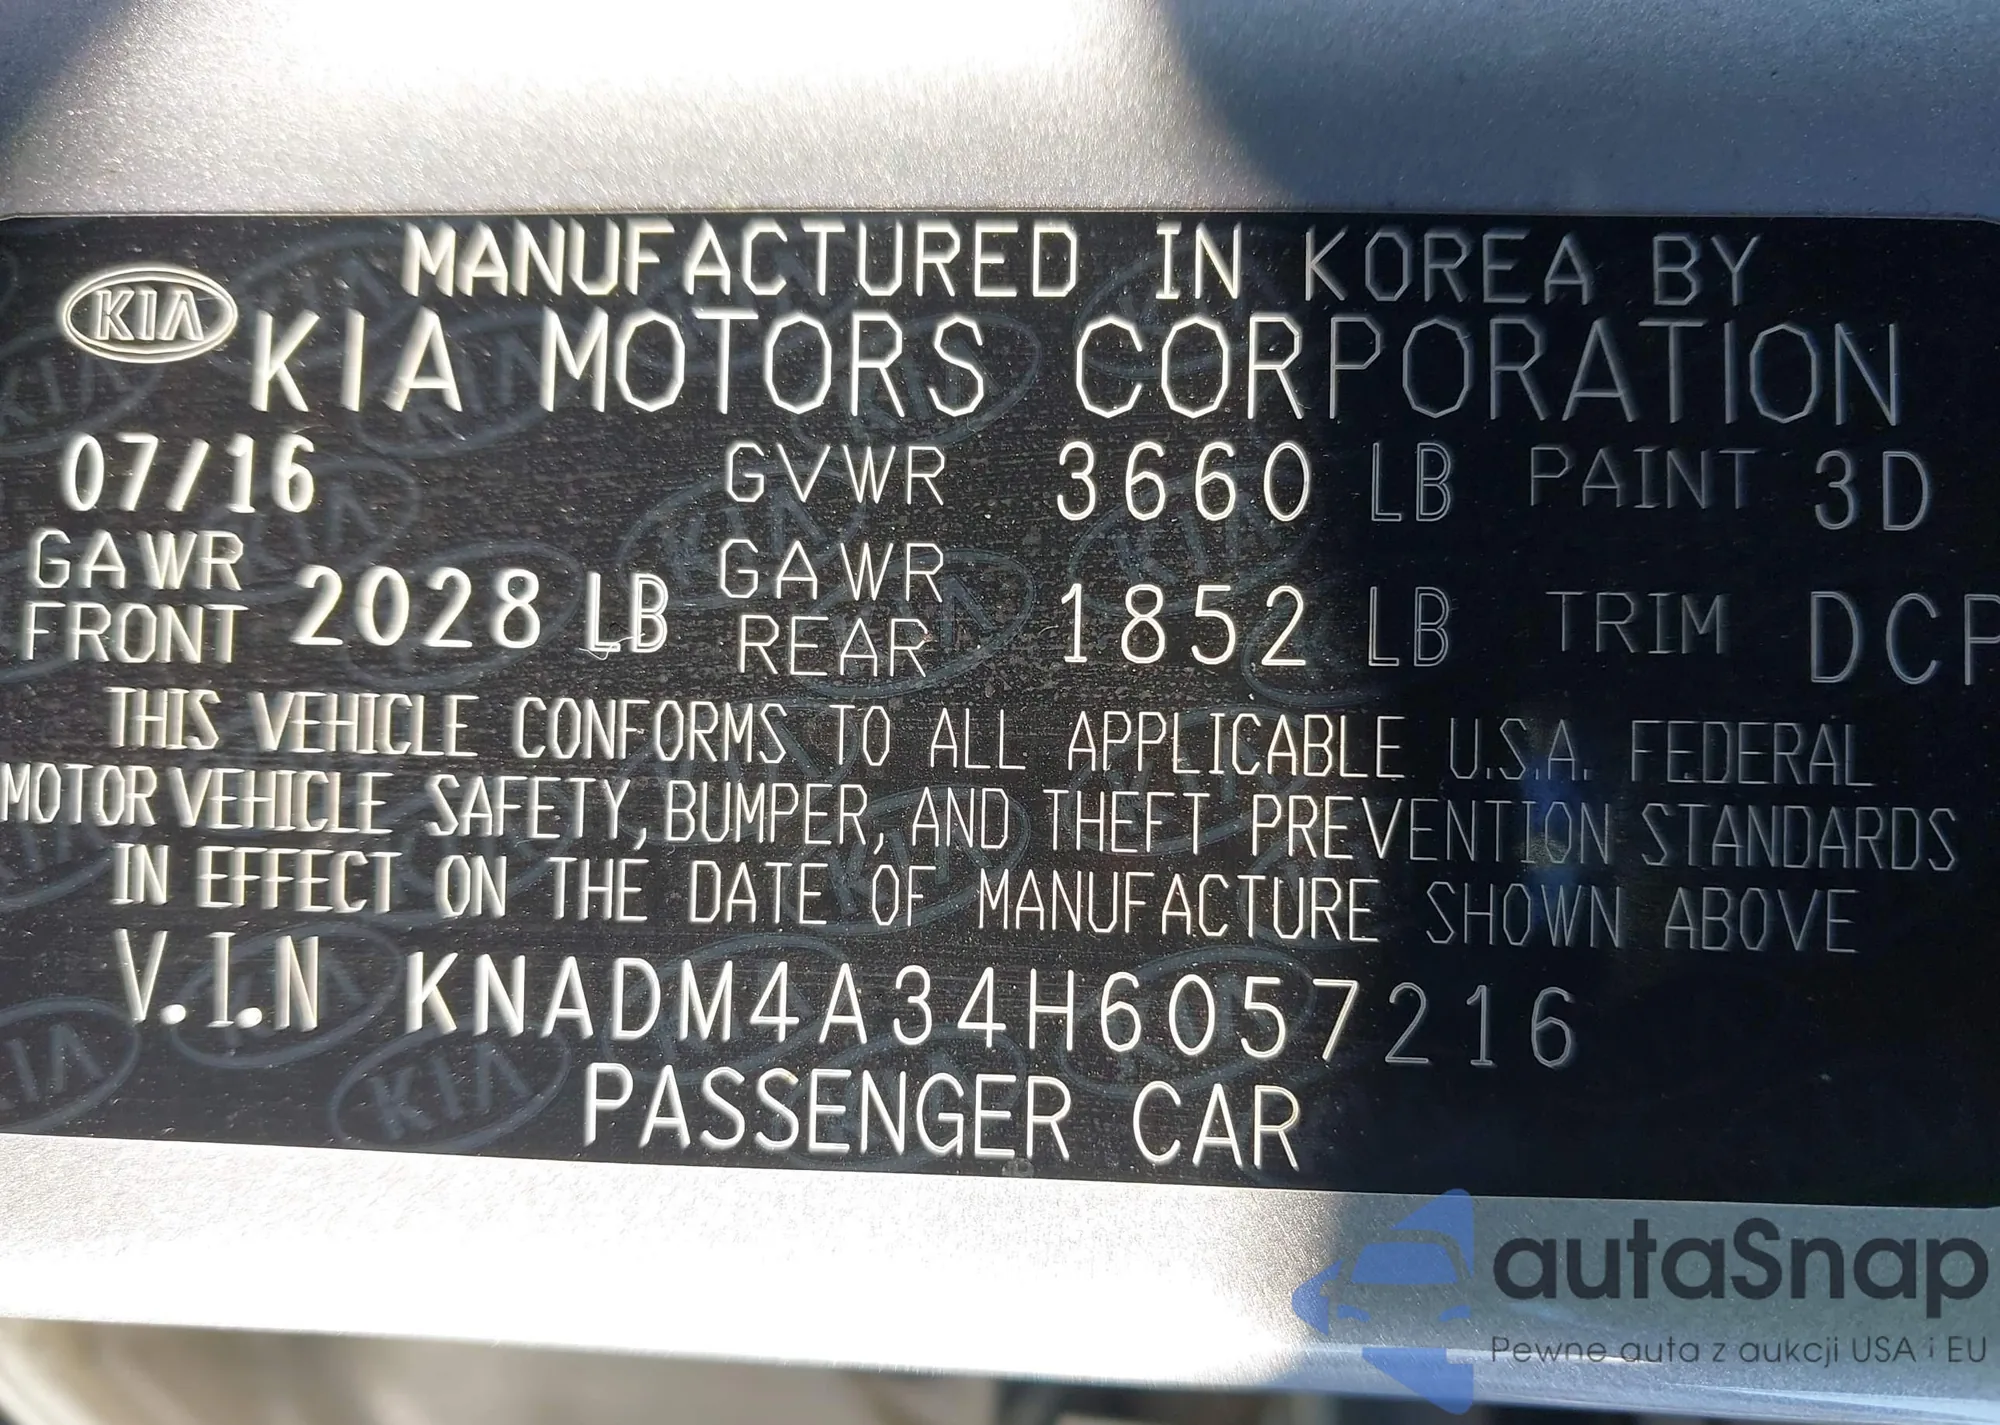 MANUFACTURED IN KOREA BY
KIA KIA MOTORS CORPORATION
07/16 GVWR 3660 LB PAINT 3D
GAWR FRONT 2028 LB GAWR REAR 1852 LB TRIM DCP
THIS VEHICLE CONFORMS TO ALL APPLICABLE U.S.A. FEDERAL
MOTOR VEHICLE SAFETY, BUMPER, AND THEFT PREVENTION STANDARDS
IN EFFECT ON THE DATE OF MANUFACTURE SHOWN ABOVE
V.I.N KNADM4A34H6057216
PASSENGER CAR
autaSnap
Pewne auta z aukcji USA i EU